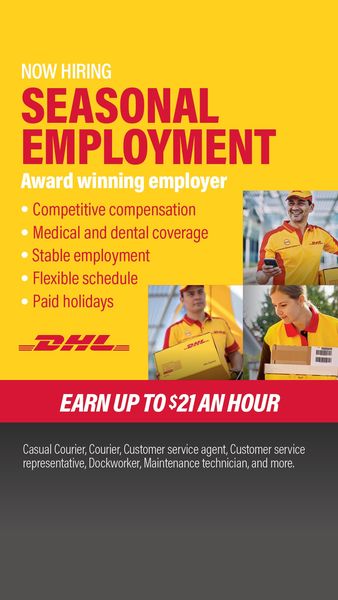 NOW HIRING
SEASONAL
EMPLOYMENT
Award winning employer
• Competitive compensation
• Medical and dental coverage
• Stable employment
• Flexible schedule
• Paid holidays
DHL
EARN UP TO $21 AN HOUR
Casual Courier, Courier, Customer service agent, Customer service
representative, Dockworker, Maintenance technician, and more.